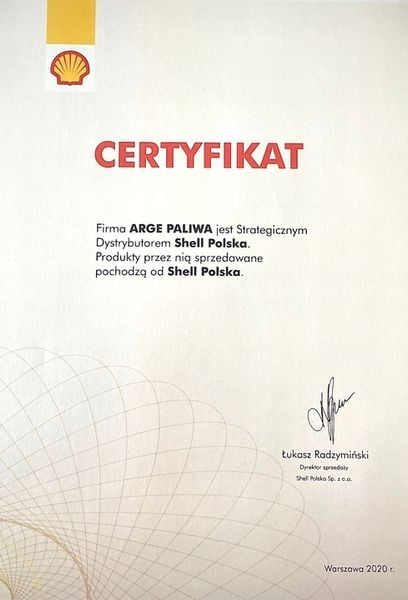 CERTYFIKAT
Firma ARGE PALIWA jest Strategicznym
Dystrybutorem Shell Polska.
Produkty przez nią sprzedawane
pochodzą od Shell Polska.
Łukasz Radzymiński
Dyrektor sprzedaży
Shell Polska Sp. z o.o.
Warszawa 2020 r.